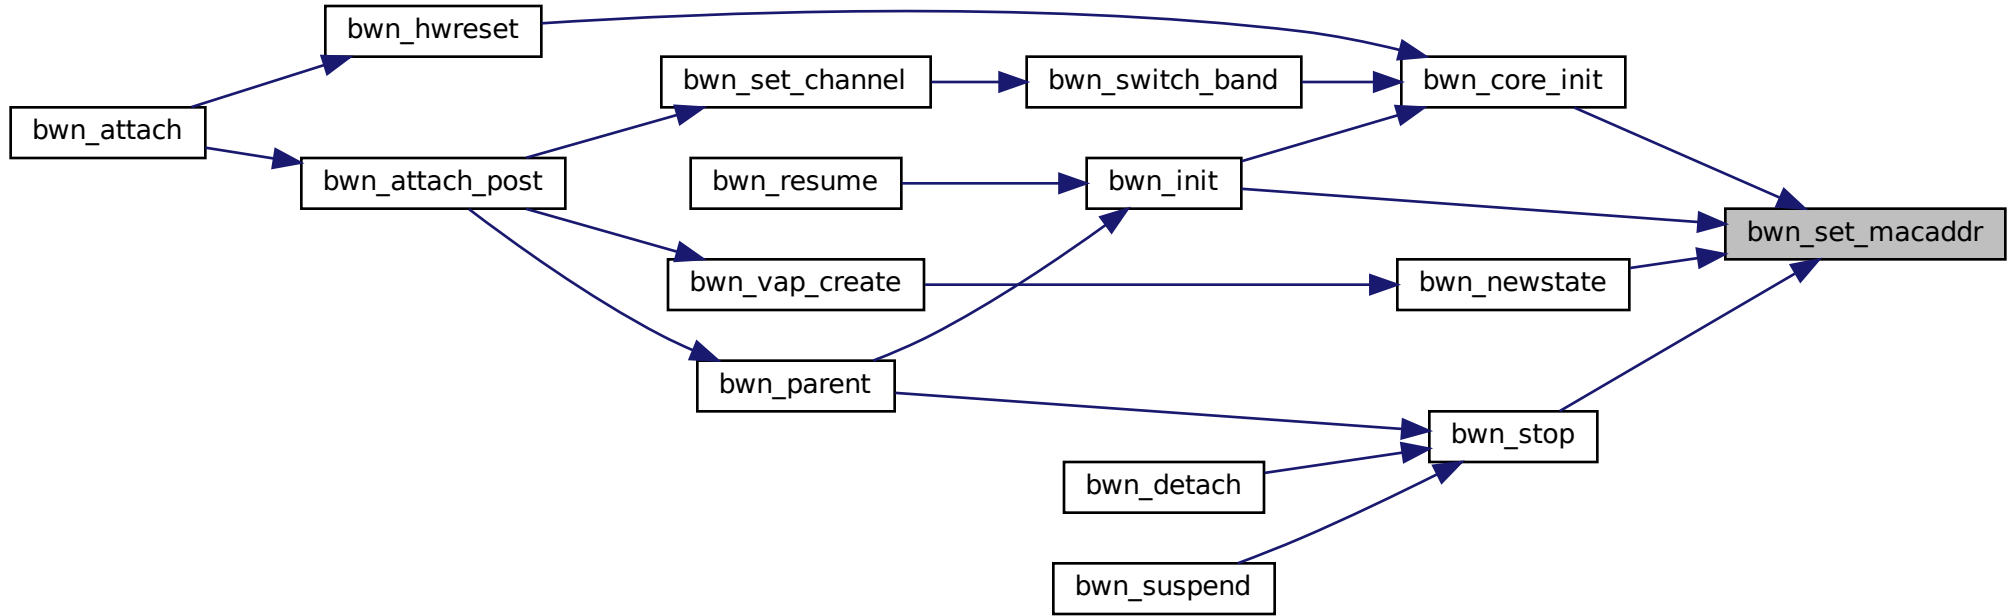 bwn_hwreset
bwn_set_channel
bwn_switch_band
bwn_core_init
bwn_attach
bwn_attach_post
bwn_resume
bwn_init
bwn_set_macaddr
bwn_vap_create
bwn_newstate
bwn_parent
bwn_stop
bwn_detach
bwn_suspend